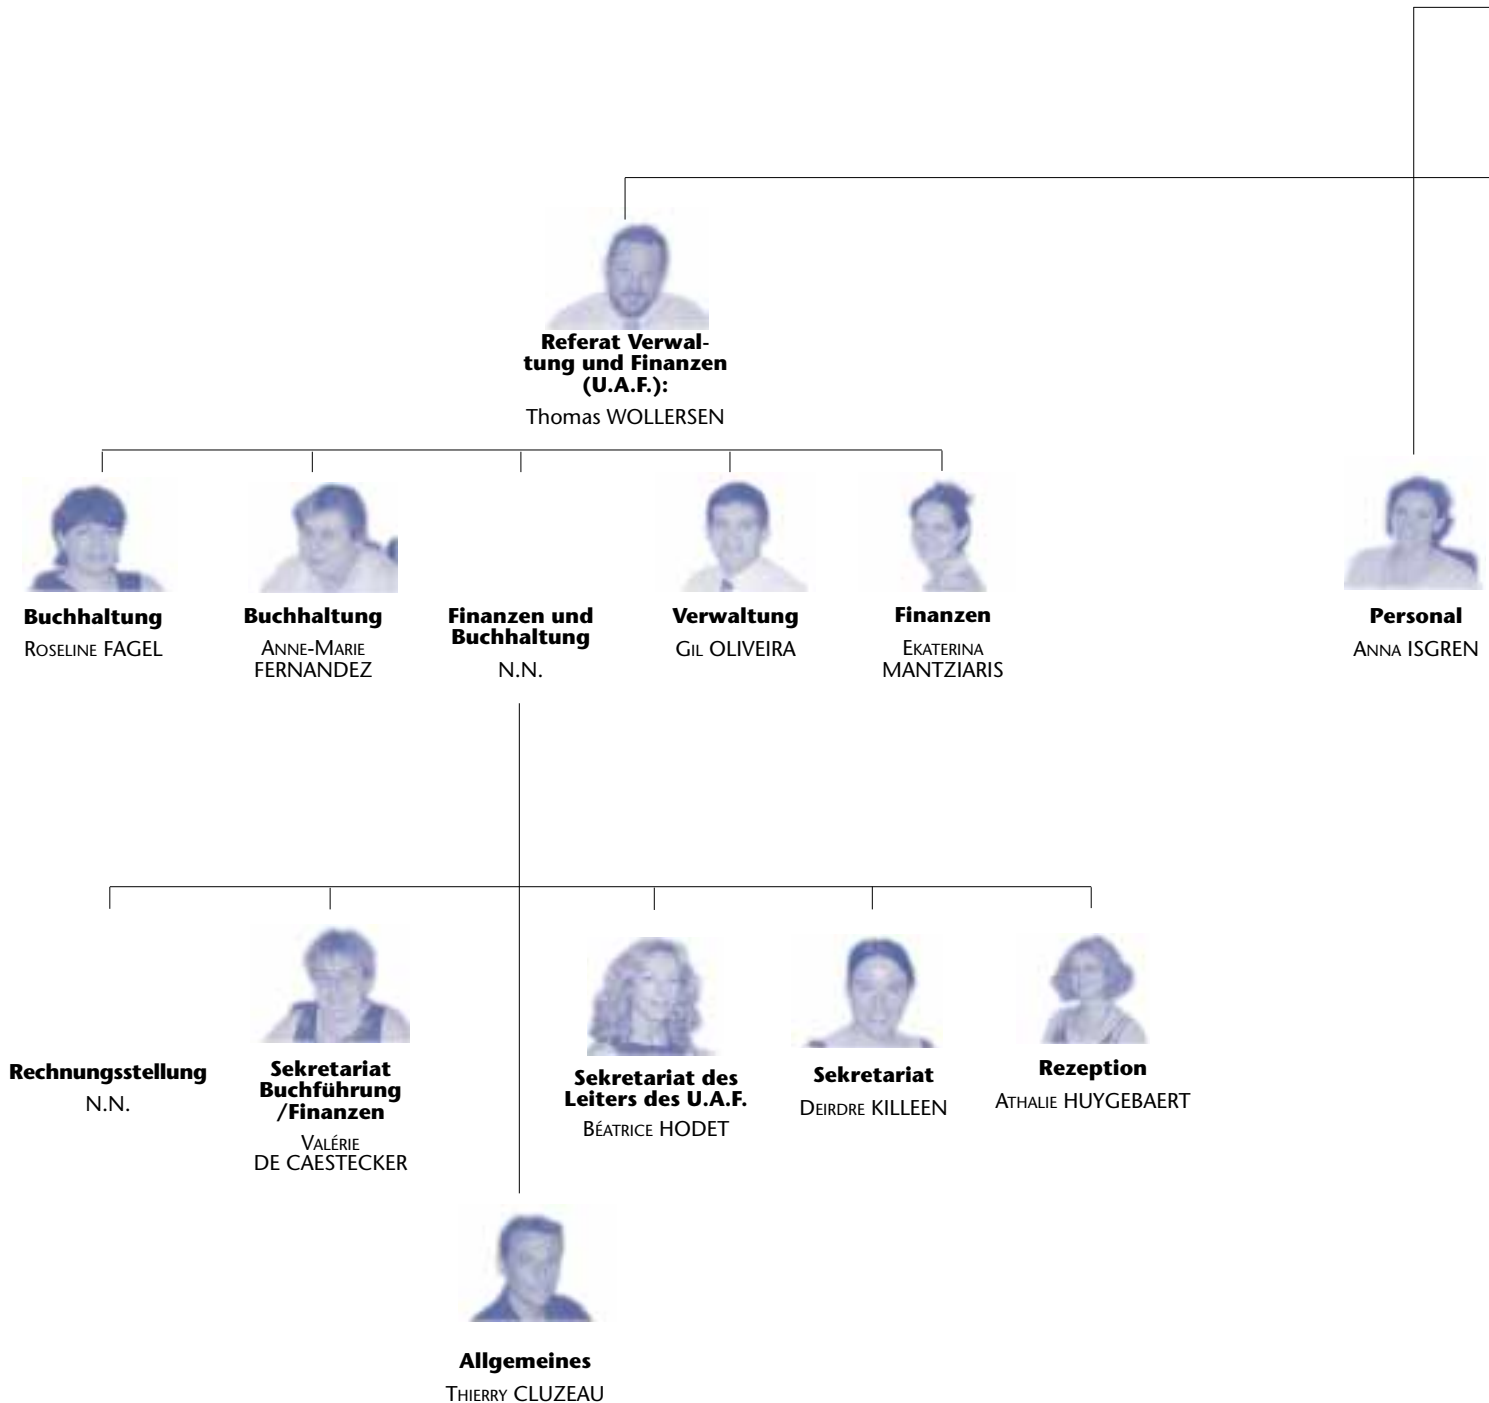 Referat Verwal-
tung und Finanzen
(U.A.F.):
Thomas WOLLERSEN
Buchhaltung
ROSELINE FAGEL
Buchhaltung
ANNE-MARIE
FERNANDEZ
Finanzen und
Buchhaltung
N.N.
Verwaltung
GIL OLIVEIRA
Finanzen
EKATERINA
MANTZIARIS
Personal
ANNA ISGREN
Rechnungsstellung
N.N.
Sekretariat
Buchführung
/Finanzen
VALÉRIE
DE CAESTECKER
Sekretariat des
Leiters des U.A.F.
BÉATRICE HODET
Sekretariat
DEIRDRE KILLEEN
Rezeption
ATHALIE HUYGEBAERT
Allgemeines
THIERRY CLUZEAU